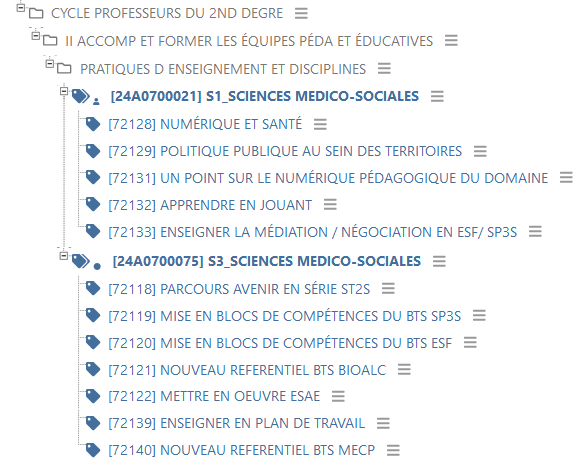 CYCLE PROFESSEURS DU 2ND DEGRE
II ACCOMP ET FORMER LES ÉQUIPES PÉDA ET ÉDUCATIVES
PRATIQUES D ENSEIGNEMENT ET DISCIPLINES
[24A0700021] S1_SCIENCES MEDICO-SOCIALES
[72128] NUMÉRIQUE ET SANTÉ
[72129] POLITIQUE PUBLIQUE AU SEIN DES TERRITOIRES
[72131] UN POINT SUR LE NUMÉRIQUE PÉDAGOGIQUE DU DOMAINE
[72132] APPRENDRE EN JOUANT
[72133] ENSEIGNER LA MÉDIATION / NÉGOCIATION EN ESF/ SP3S
[24A0700075] S3_SCIENCES MEDICO-SOCIALES
[72118] PARCOURS AVENIR EN SÉRIE ST2S
[72119] MISE EN BLOCS DE COMPÉTENCES DU BTS SP3S
[72120] MISE EN BLOCS DE COMPÉTENCES DU BTS ESF
[72121] NOUVEAU REFERENTIEL BTS BIOALC
[72122] METTRE EN OEUVRE ESAE
[72139] ENSEIGNER EN PLAN DE TRAVAIL
[72140] NOUVEAU REFERENTIEL BTS MECP